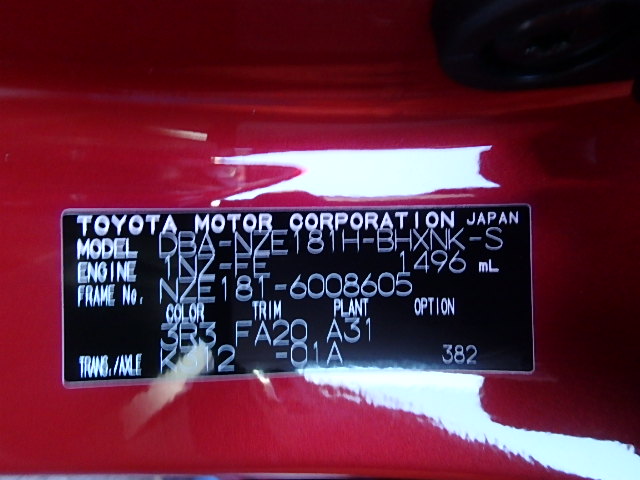 TOYOTA MOTOR CORPORATION JAPAN
MODEL DBA-NZE181H-BHXNK-S
ENGINE 1NZ-FE 1496 mL
FRAME No. NZE181-6008605
COLOR TRIM PLANT OPTION
3R3 FA20 A31
TRANS./AXLE K312 -01A 382